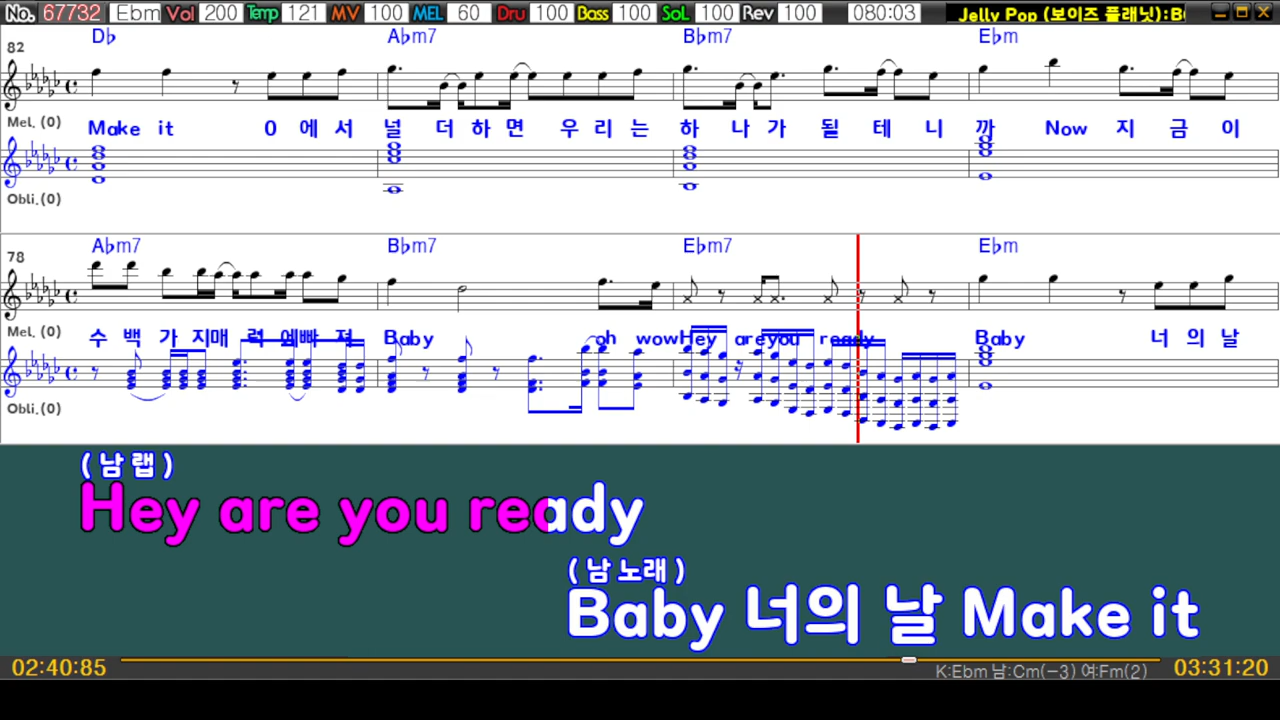 No. 67732 Ebm Vol 200 Temp 121 MV 100 MEL 60 Dru 100 Bass 100 SoL 100 Rev 100 080:03 Jelly Pop (보이즈 플래닛):B
82 D♭ A♭m7 B♭m7 E♭m
Mel. (0) Make it 0 에 서 널 더 하 면 우 리 는 하 나 가 될 테 니 까 Now 지 금 이
Obli.(0)
78 A♭m7 B♭m7 E♭m7 E♭m
Mel. (0) 수 백 가 지매 력 에빠 져 Baby oh wowHey areyou ready Baby 너 의 날
Obli.(0)
( 남 랩 )
Hey are you ready
( 남 노래 )
Baby 너의 날 Make it
02:40:85 K:Ebm 남:Cm(-3) 여:Fm(2) 03:31:20